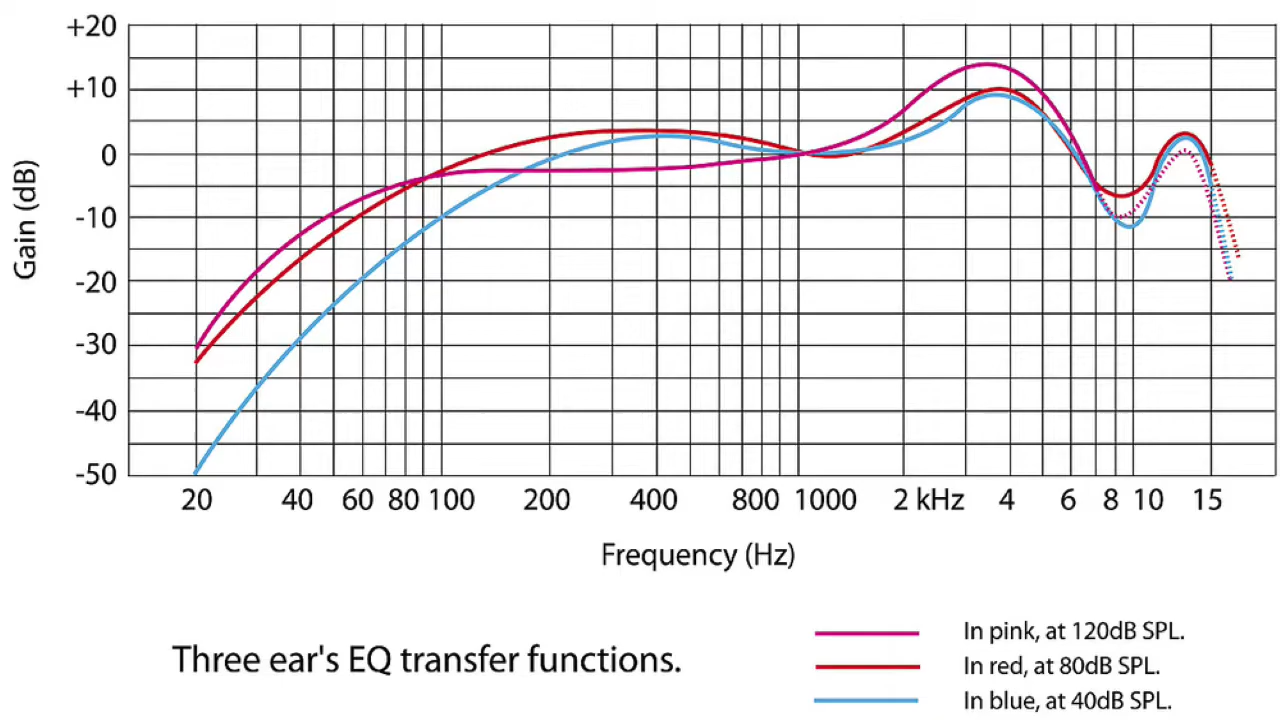 +20
+10
0
-10
-20
-30
-40
-50
Gain (dB)
20 40 60 80 100 200 400 800 1000 2 kHz 4 6 8 10 15
Frequency (Hz)
Three ear's EQ transfer functions.
In pink, at 120dB SPL.
In red, at 80dB SPL.
In blue, at 40dB SPL.